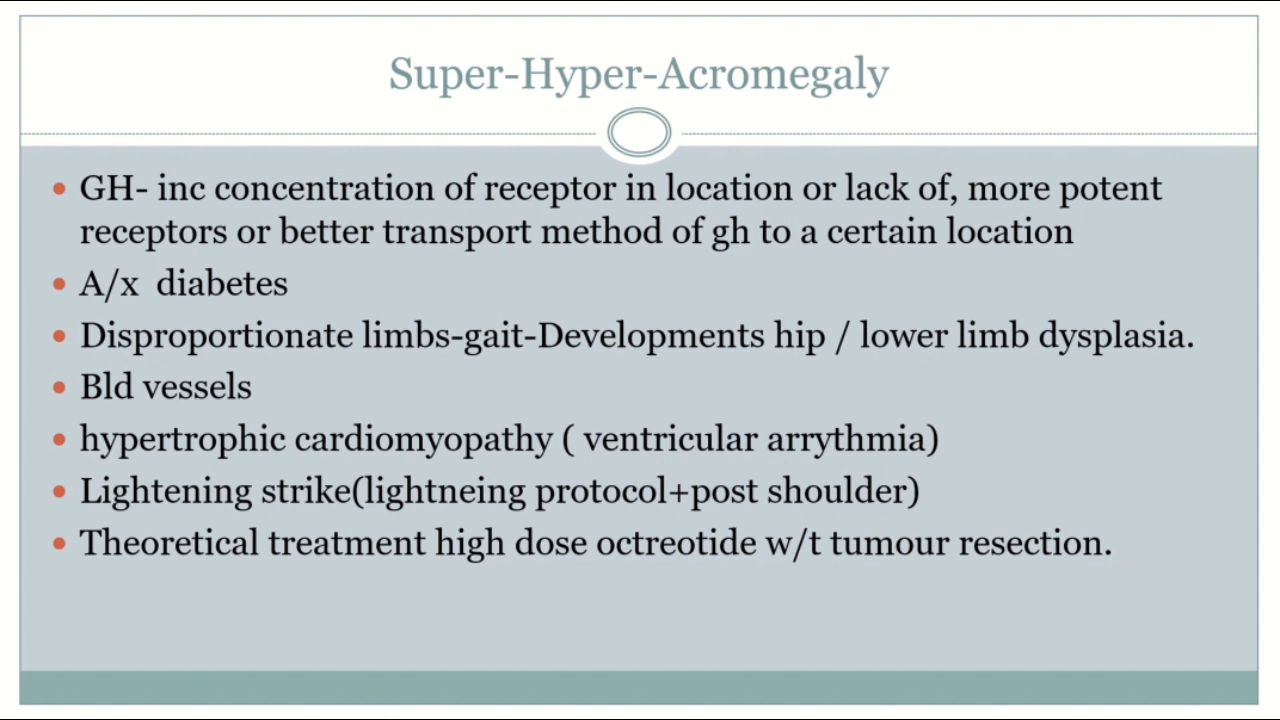 Super-Hyper-Acromegaly
GH- inc concentration of receptor in location or lack of, more potent
receptors or better transport method of gh to a certain location
A/x diabetes
Disproportionate limbs-gait-Developments hip / lower limb dysplasia.
Bld vessels
hypertrophic cardiomyopathy ( ventricular arrythmia)
Lightening strike(lightneing protocol+post shoulder)
Theoretical treatment high dose octreotide w/t tumour resection.